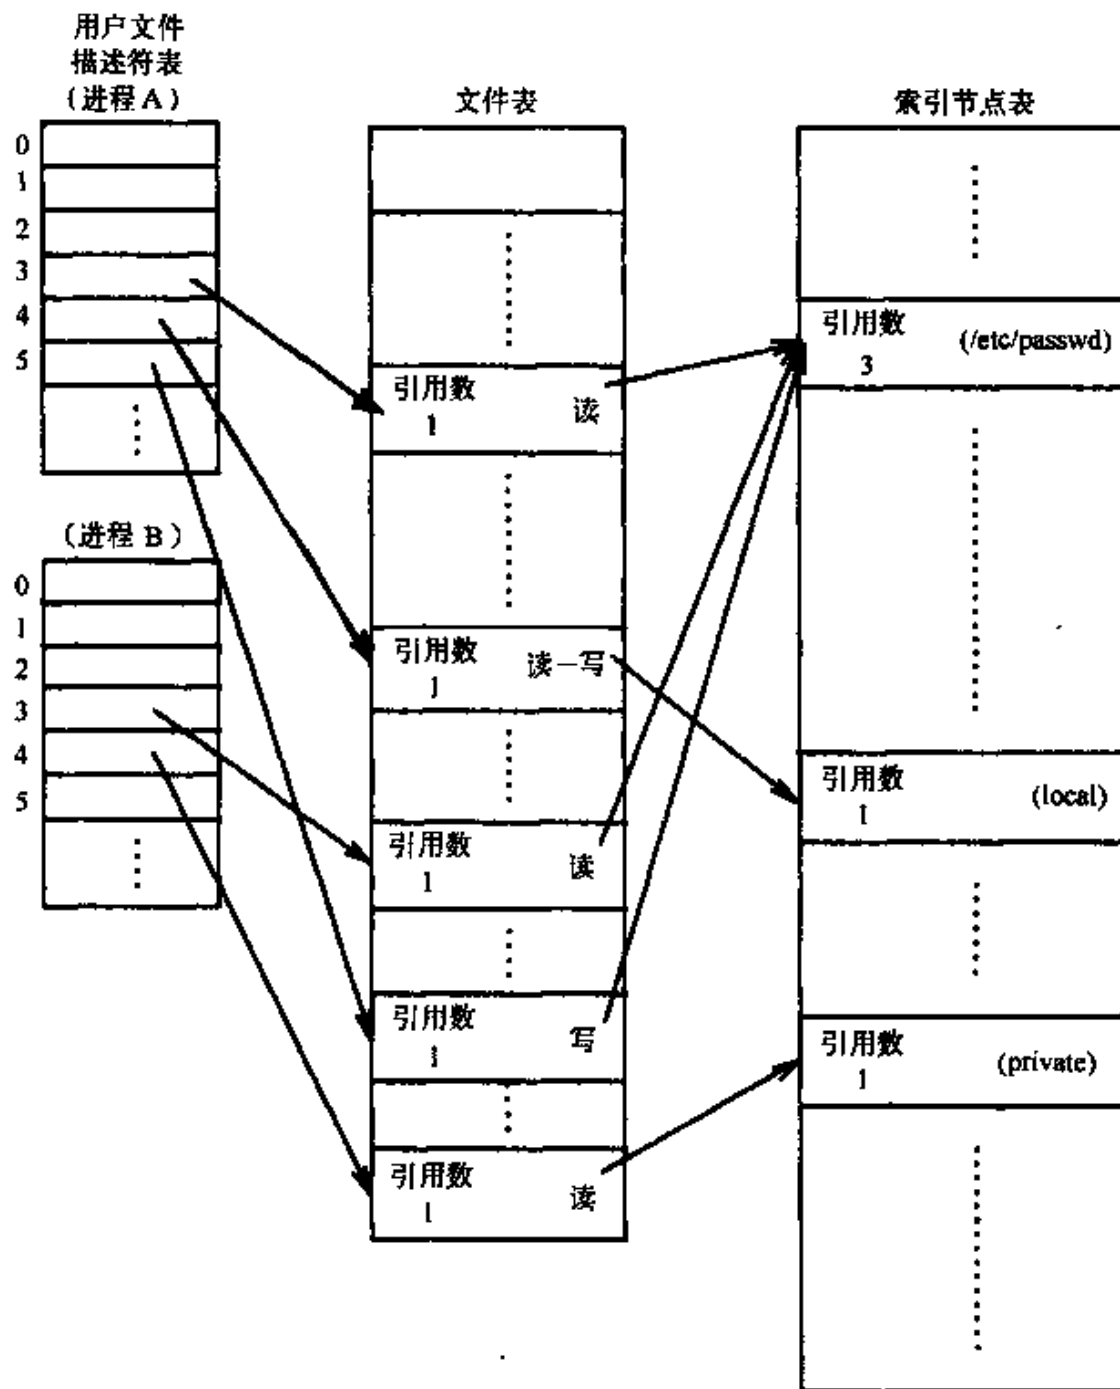 用户文件
描述符表
(进程A)
0
1
2
3
4
5
(进程 B)
0
1
2
3
4
5
文件表
引用数
1 读
引用数 读-写
1
引用数
1 读
引用数
1 写
引用数
1 读
索引节点表
引用数 (/etc/passwd)
3
引用数 (local)
1
引用数 (private)
1